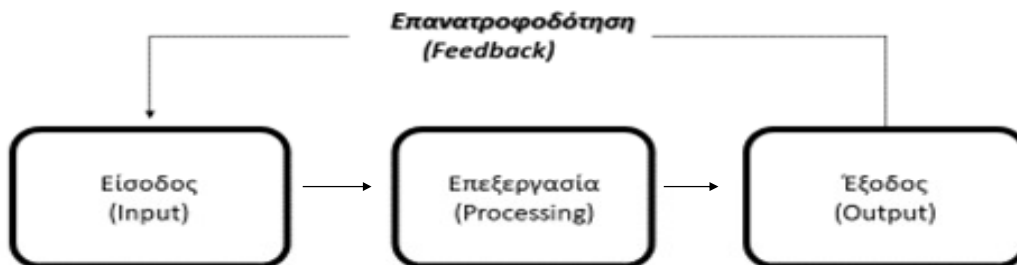 Επανατροφοδότηση
(Feedback)
Είσοδος
(Input)
Επεξεργασία
(Processing)
Έξοδος
(Output)